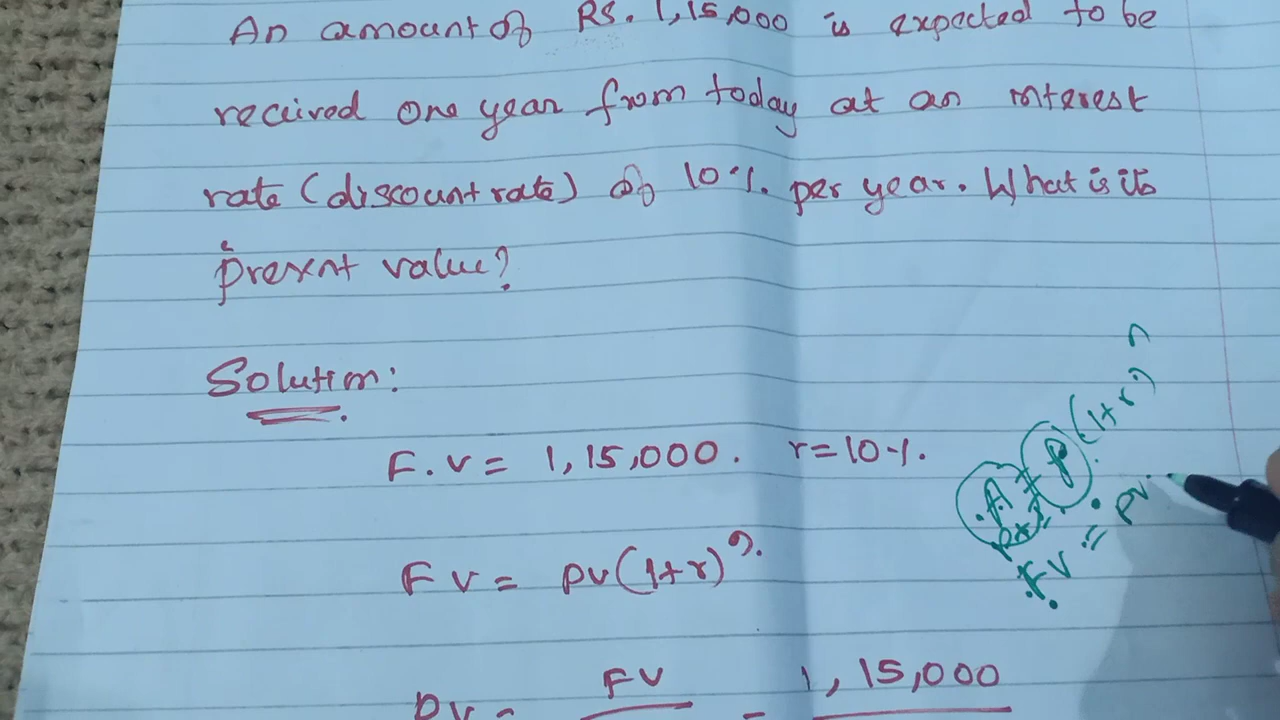 An amount of RS. 1,15,000 is expected to be
received one year from today at an interest
rate (discount rate) of 10%. per year. What is its
present value?
Solution:
F.V = 1,15,000. r = 10%.
FV = PV(1+r)^n.
PV = FV = 1,15,000
A = P(1+r)^n
FV = PV